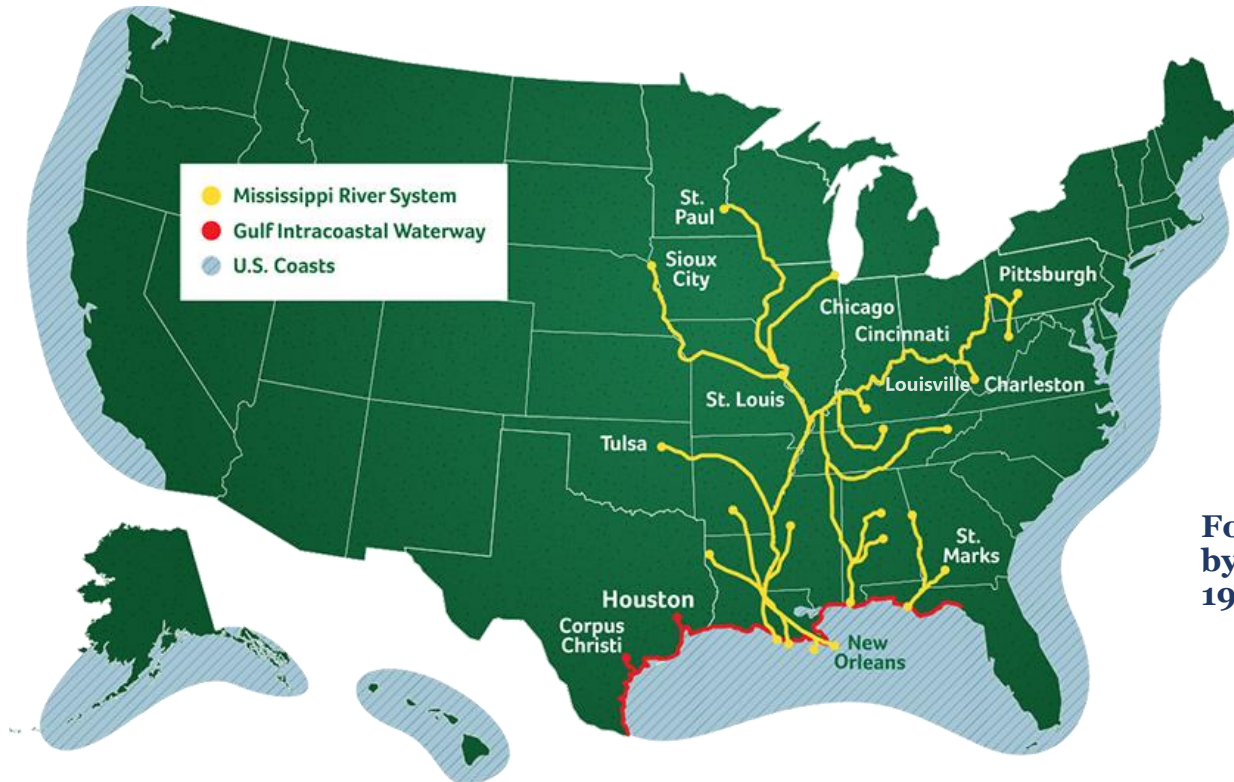 Mississippi River System
Gulf Intracoastal Waterway
U.S. Coasts
St.
Paul
Sioux
City
Pittsburgh
Chicago
Cincinnati
Louisville
Charleston
St. Louis
Tulsa
St.
Marks
Houston
Corpus
Christi
New
Orleans
Fo
by
19